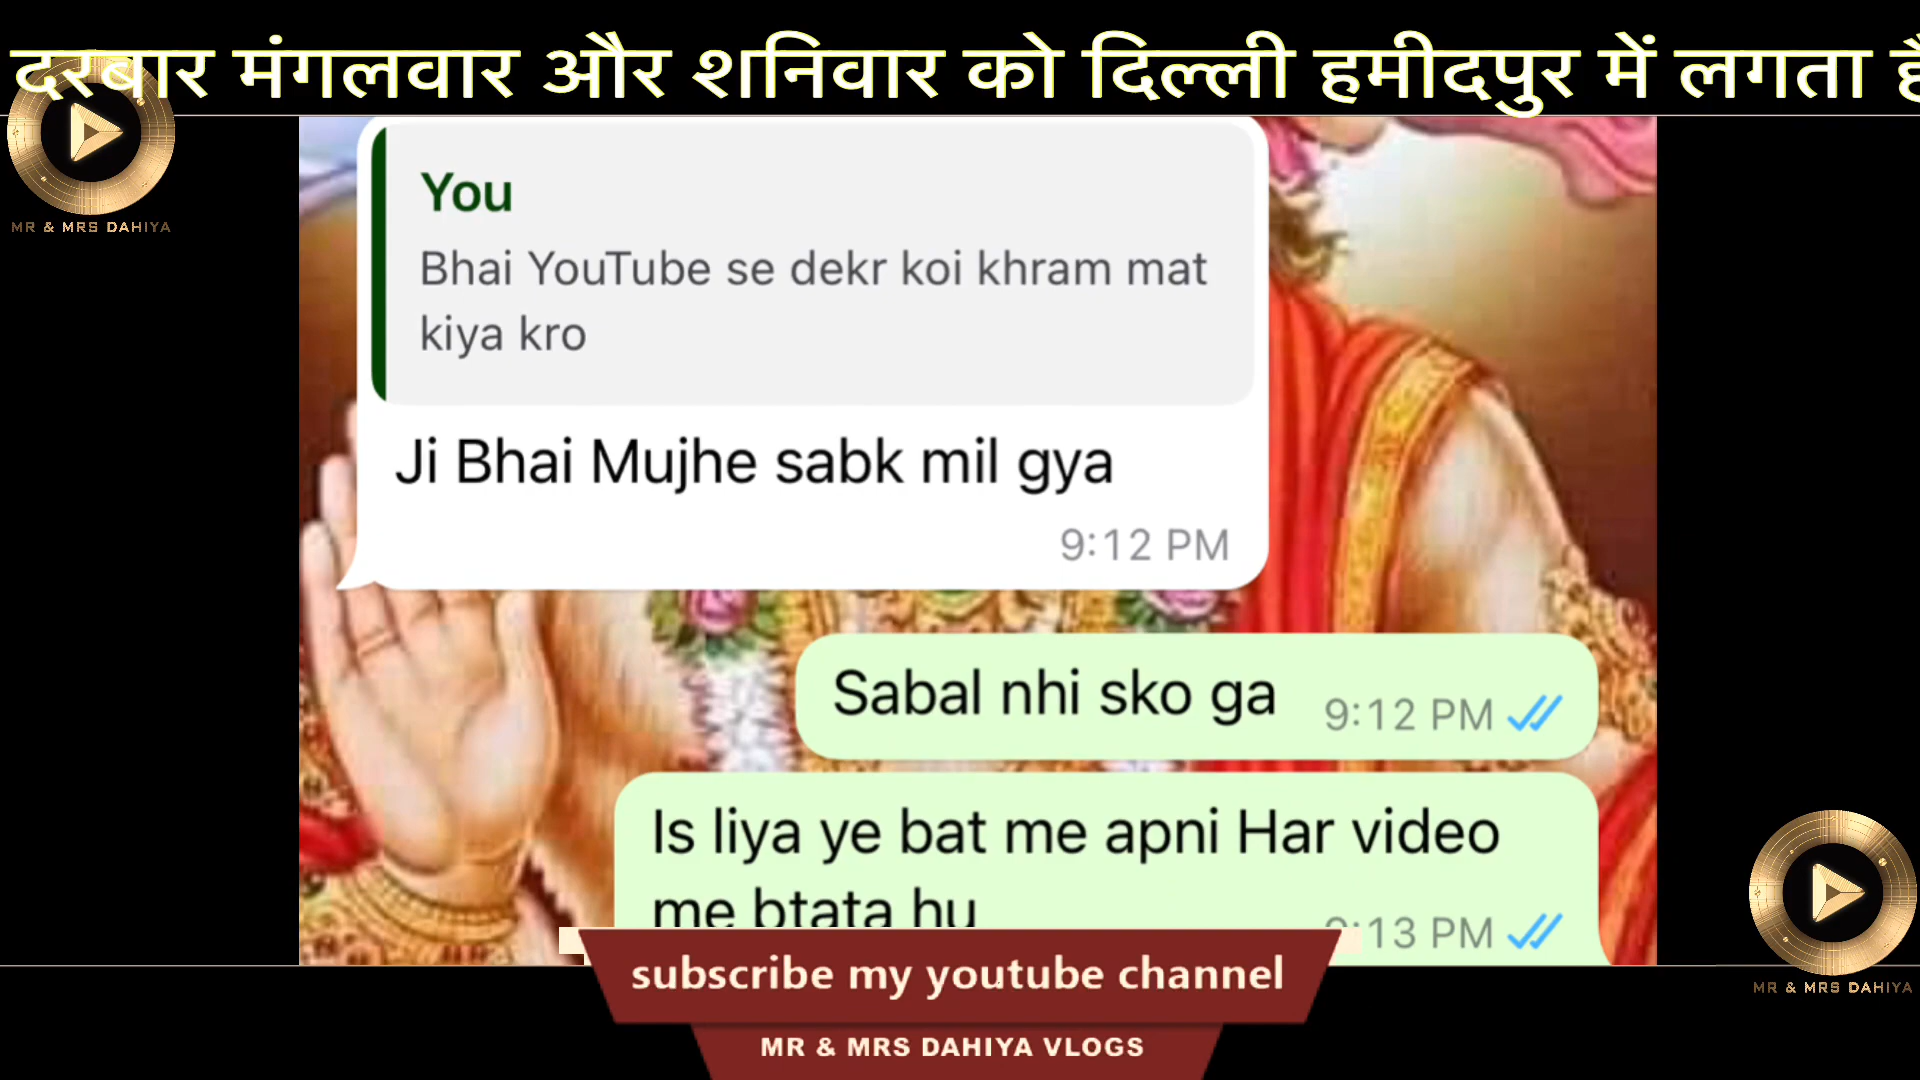 दरबार मंगलवार और शनिवार को दिल्ली हमीदपुर में लगता है
MR & MRS DAHIYA
You
Bhai YouTube se dekr koi khram mat
kiya kro
Ji Bhai Mujhe sabk mil gya
9:12 PM
Sabal nhi sko ga 9:12 PM
Is liya ye bat me apni Har video
me btata hu 9:13 PM
MR & MRS DAHIYA
subscribe my youtube channel
MR & MRS DAHIYA VLOGS